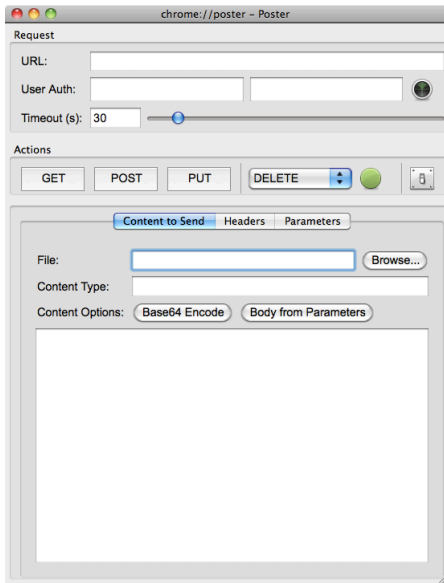 chrome://poster – Poster
Request
URL:
User Auth:
Timeout (s): 30
Actions
GET POST PUT DELETE
Content to Send Headers Parameters
File: Browse...
Content Type:
Content Options: Base64 Encode Body from Parameters